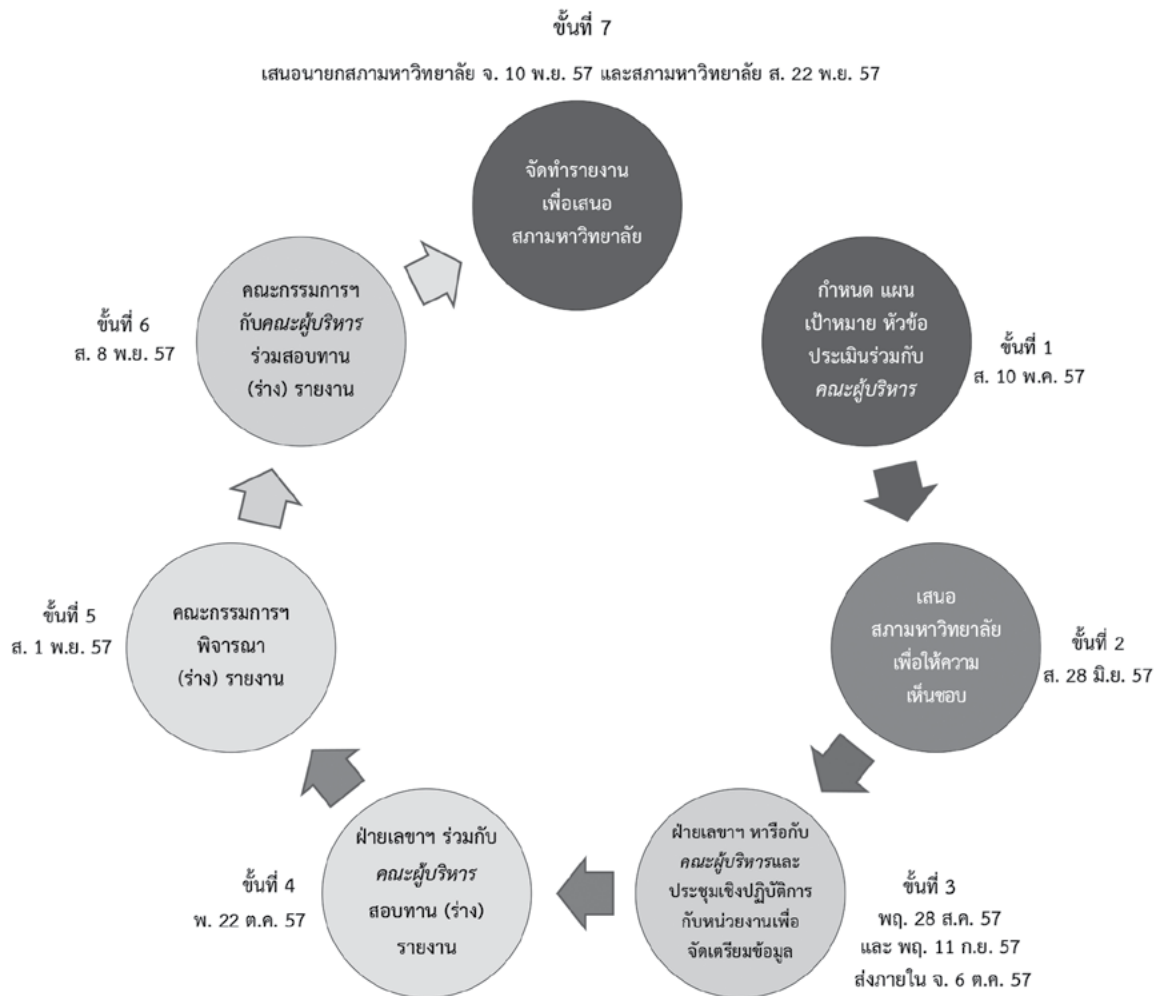 ขั้นที่ 7
เสนอนายกสภามหาวิทยาลัย จ. 10 พ.ย. 57 และสภามหาวิทยาลัย ส. 22 พ.ย. 57
จัดทำรายงาน
เพื่อเสนอ
สภามหาวิทยาลัย
กำหนด แผน
เป้าหมาย หัวข้อ
ประเมินร่วมกับ
คณะผู้บริหาร
ขั้นที่ 1
ส. 10 พ.ค. 57
เสนอ
สภามหาวิทยาลัย
เพื่อให้ความ
เห็นชอบ
ขั้นที่ 2
ส. 28 มิ.ย. 57
ฝ่ายเลขาฯ หารือกับ
คณะผู้บริหารและ
ประชุมเชิงปฏิบัติการ
กับหน่วยงานเพื่อ
จัดเตรียมข้อมูล
ขั้นที่ 3
พฤ. 28 ส.ค. 57
และ พฤ. 11 ก.ย. 57
ส่งภายใน จ. 6 ต.ค. 57
ฝ่ายเลขาฯ ร่วมกับ
คณะผู้บริหาร
สอบทาน (ร่าง)
รายงาน
ขั้นที่ 4
พ. 22 ต.ค. 57
คณะกรรมการฯ
พิจารณา
(ร่าง) รายงาน
ขั้นที่ 5
ส. 1 พ.ย. 57
คณะกรรมการฯ
กับคณะผู้บริหาร
ร่วมสอบทาน
(ร่าง) รายงาน
ขั้นที่ 6
ส. 8 พ.ย. 57